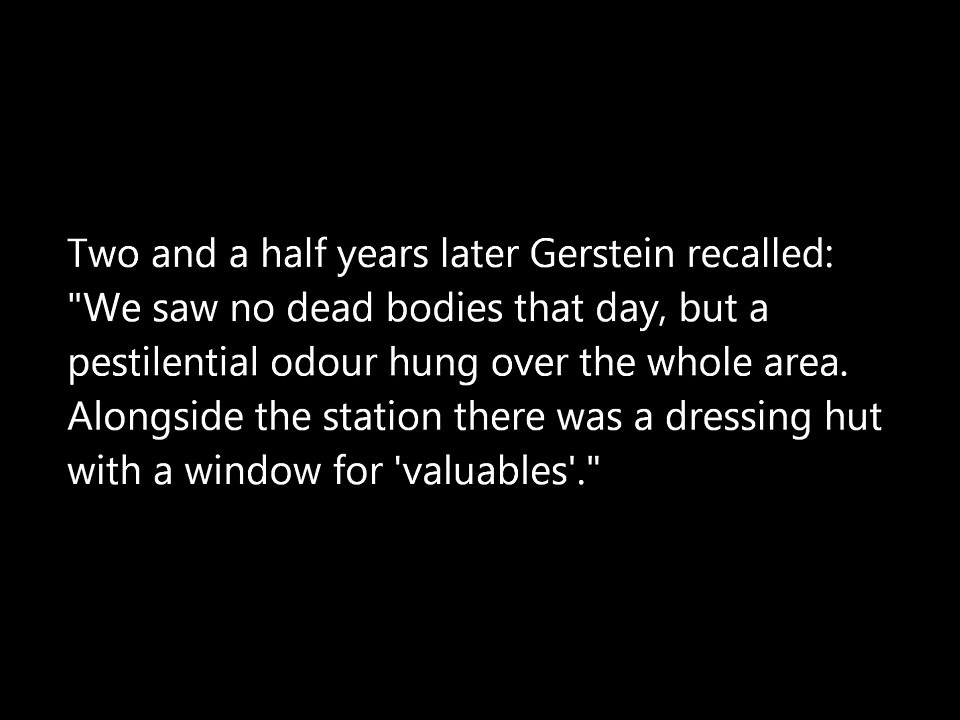 Two and a half years later Gerstein recalled:
"We saw no dead bodies that day, but a
pestilential odour hung over the whole area.
Alongside the station there was a dressing hut
with a window for 'valuables'."